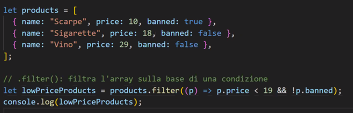 let products = [
{ name: "Scarpe", price: 10, banned: true },
{ name: "Sigarette", price: 18, banned: false },
{ name: "Vino", price: 29, banned: false },
];
// .filter(): filtra l'array sulla base di una condizione
let lowPriceProducts = products.filter((p) => p.price < 19 && !p.banned);
console.log(lowPriceProducts);